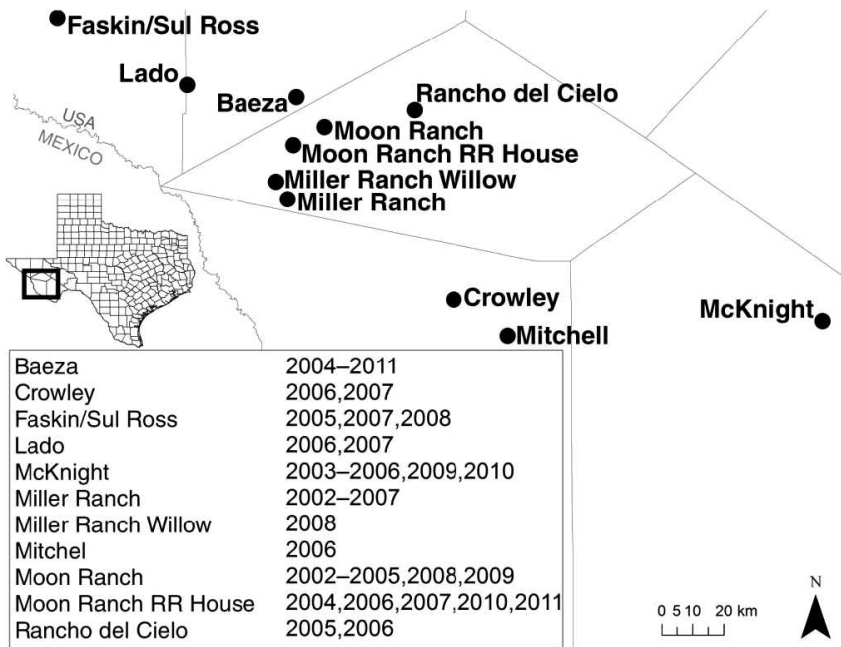 Faskin/Sul Ross
Lado
Baeza
Rancho del Cielo
Moon Ranch
Moon Ranch RR House
Miller Ranch Willow
Miller Ranch
USA
MEXICO
Crowley
Mitchell
McKnight
Baeza 2004–2011
Crowley 2006,2007
Faskin/Sul Ross 2005,2007,2008
Lado 2006,2007
McKnight 2003–2006,2009,2010
Miller Ranch 2002–2007
Miller Ranch Willow 2008
Mitchel 2006
Moon Ranch 2002–2005,2008,2009
Moon Ranch RR House 2004,2006,2007,2010,2011
Rancho del Cielo 2005,2006
0 5 10 20 km
N